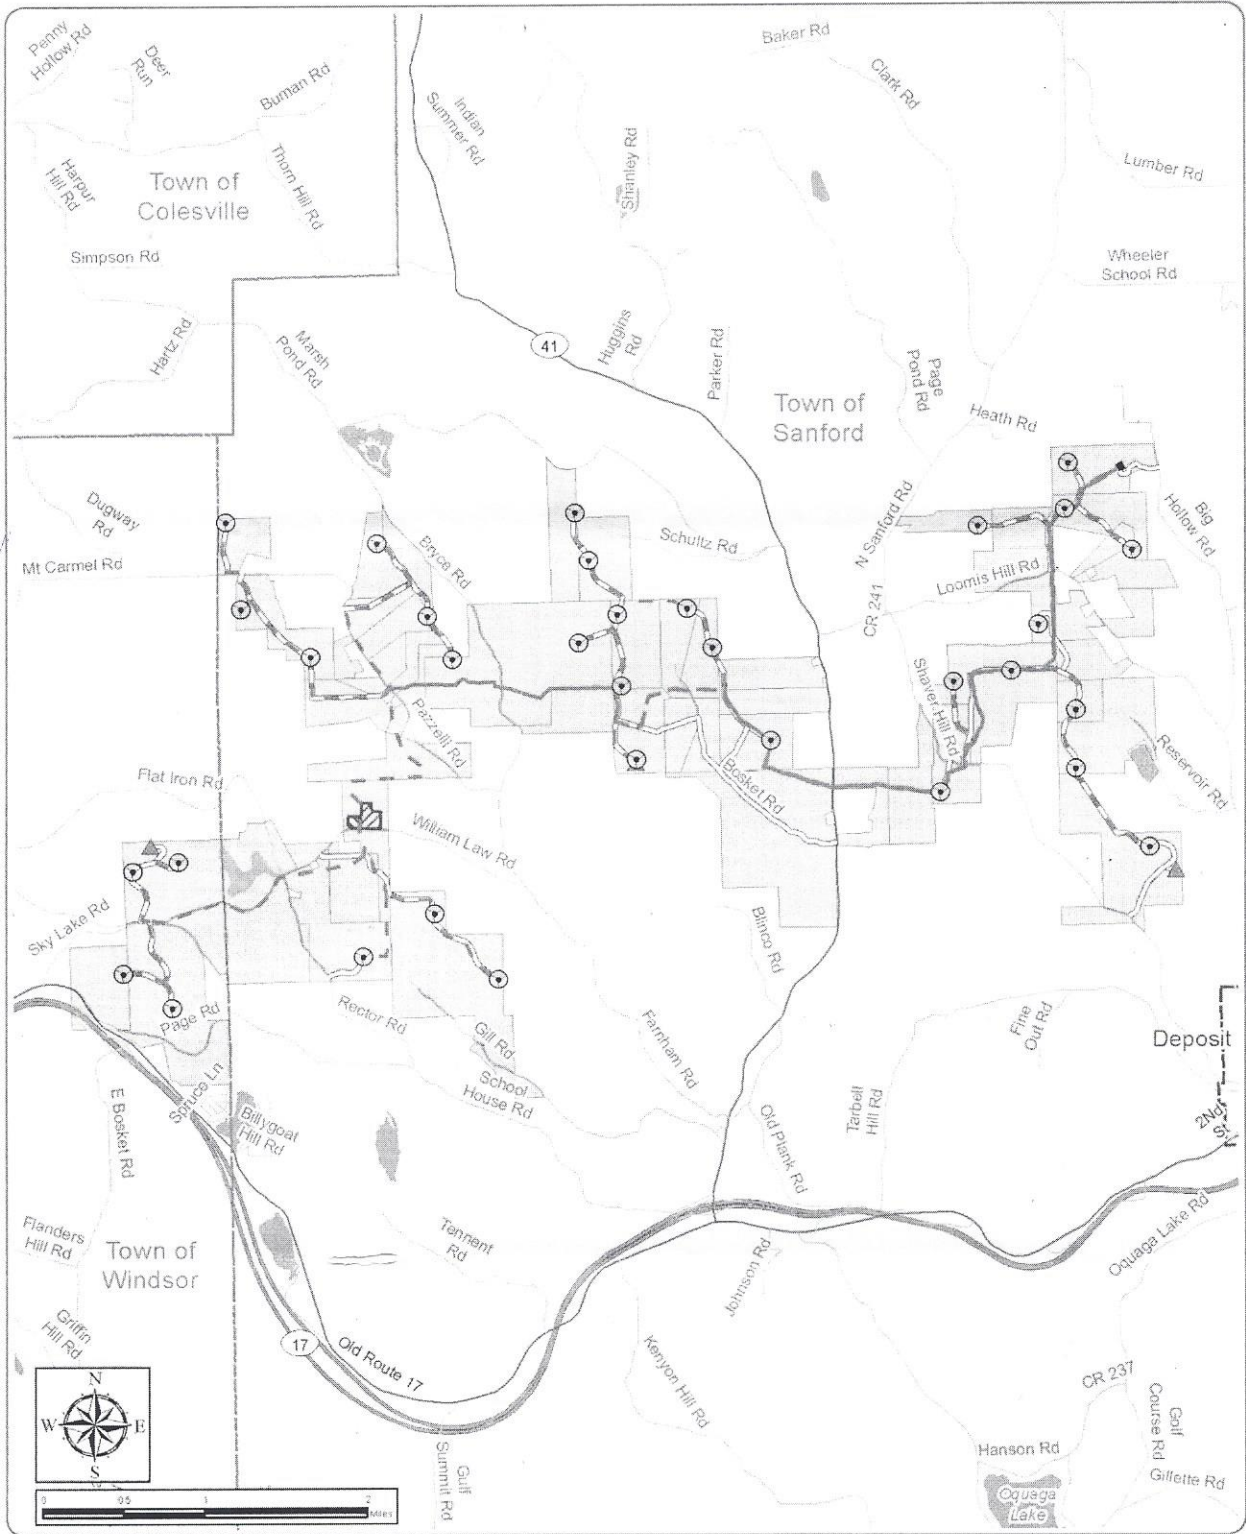 Penny
Hollow Rd
Deer
Run
Buman Rd
Indian
Summer Rd
Baker Rd
Clark Rd
Harpur
Hill Rd
Thorn Hill Rd
Town of
Colesville
Shanley Rd
Lumber Rd
Simpson Rd
Wheeler
School Rd
Hartz Rd
Marsh
Pond Rd
41
Huggins
Rd
Parker Rd
Page
Pond Rd
Town of
Sanford
Heath Rd
Dugway
Rd
Mt Carmel Rd
Bryce Rd
Schultz Rd
N Sanford Rd
Big
Hollow Rd
Loomis Hill Rd
CR 241
Shaver Hill Rd
Pazzelli Rd
Reservoir Rd
Flat Iron Rd
Bosket Rd
William Law Rd
Sky Lake Rd
Blinco Rd
Page Rd
Rector Rd
Gill Rd
Farnham Rd
Fine
Out Rd
Deposit
School
House Rd
Spruce Ln
E Bosket Rd
Billygoat
Hill Rd
Old Plank Rd
Tarbell
Hill Rd
2Nd
St
Flanders
Hill Rd
Town of
Windsor
Tennent
Rd
Johnson Rd
Oquaga Lake Rd
Griffin
Hill Rd
17
Old Route 17
Kenyon Hill Rd
CR 237
Golf
Course Rd
N
W E
S
Gulf
Summit Rd
Hanson Rd
Gillette Rd
Oquaga
Lake
0 0.5 1 2
Miles